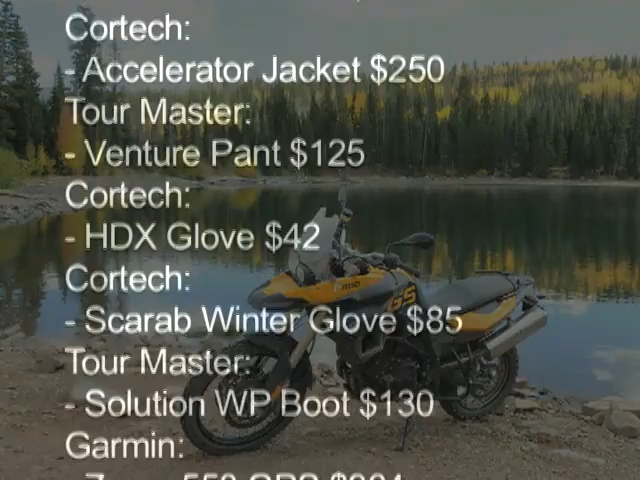 Cortech:
- Accelerator Jacket $250
Tour Master:
- Venture Pant $125
Cortech:
- HDX Glove $42
Cortech:
- Scarab Winter Glove $85
Tour Master:
- Solution WP Boot $130
Garmin:
GS